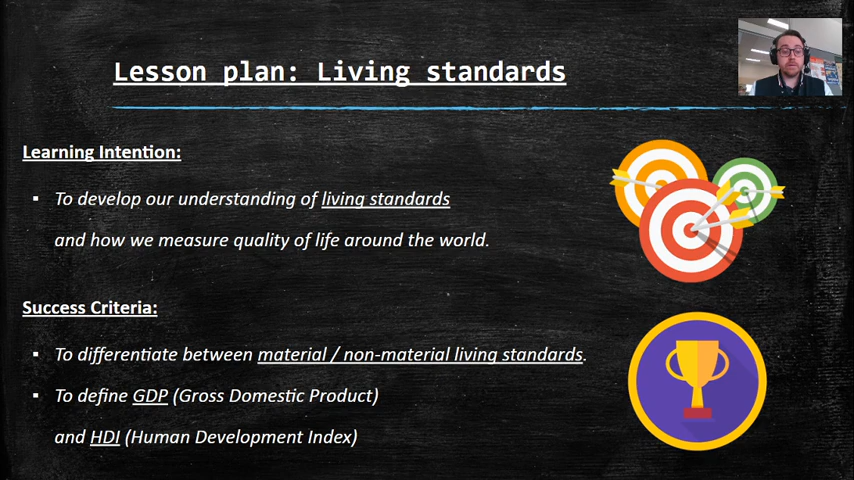 Lesson plan: Living standards
Learning Intention:
▪ To develop our understanding of living standards
and how we measure quality of life around the world.
Success Criteria:
▪ To differentiate between material / non-material living standards.
▪ To define GDP (Gross Domestic Product)
and HDI (Human Development Index)